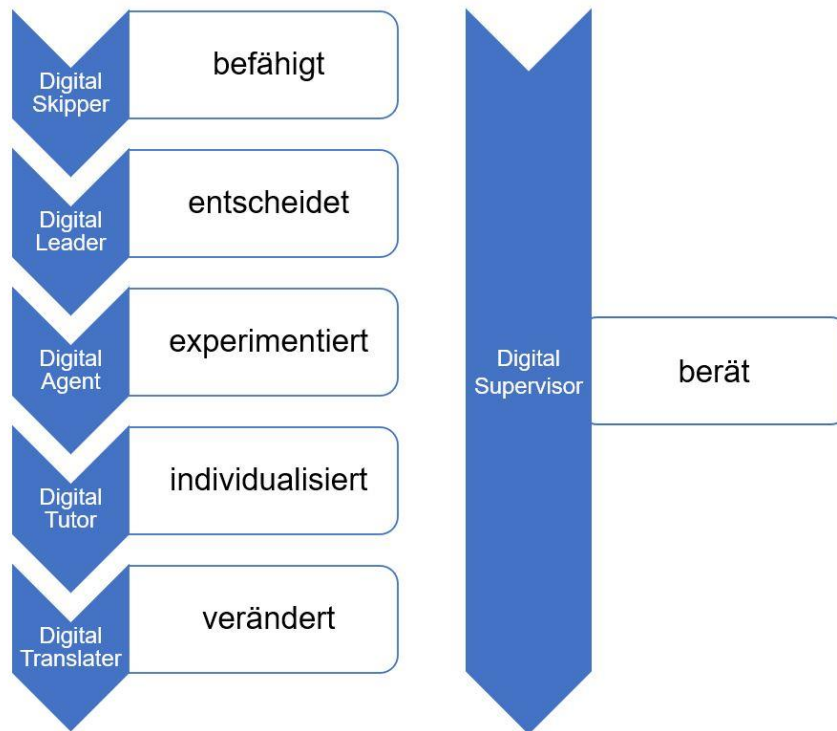 Digital
Skipper
befähigt
Digital
Leader
entscheidet
Digital
Agent
experimentiert
Digital
Tutor
individualisiert
Digital
Translater
verändert
Digital
Supervisor
berät